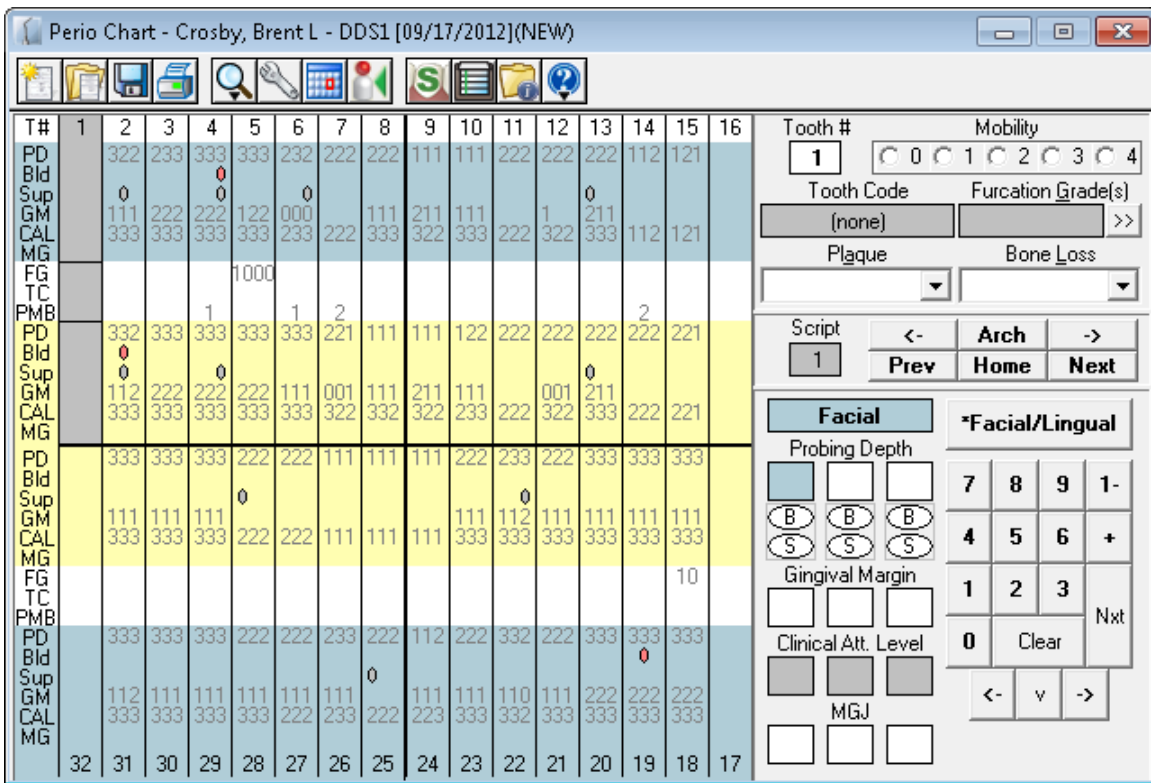 Perio Chart - Crosby, Brent L - DDS1 [09/17/2012](NEW)
S
T# 1 2 3 4 5 6 7 8 9 10 11 12 13 14 15 16
PD 322 233 333 333 232 222 222 111 111 222 222 222 112 121
Bld 0
Sup 0 0 0 0
GM 111 222 222 122 000 111 211 111 1 211
CAL 333 333 333 333 233 222 333 322 333 222 322 333 112 121
MG
FG 1000
TC
PMB 1 1 2 2
PD 332 333 333 333 333 221 111 111 122 222 222 222 222 221
Bld 0
Sup 0 0 0
GM 112 222 222 222 111 001 111 211 111 001 211
CAL 333 333 333 333 333 322 332 322 233 222 322 333 222 221
MG
PD 333 333 333 222 222 111 111 111 222 233 222 333 333 333
Bld
Sup 0 0
GM 111 111 111 111 112 111 111 111 111
CAL 333 333 333 222 222 111 111 111 333 333 333 333 333 333
MG
FG 10
TC
PMB
PD 333 333 333 222 222 233 222 112 222 332 222 333 333 333
Bld 0
Sup 0
GM 112 111 111 111 111 111 111 111 110 111 222 222 222
CAL 333 333 333 333 222 233 222 223 333 332 333 333 333 333
MG
32 31 30 29 28 27 26 25 24 23 22 21 20 19 18 17
Tooth # Mobility
1 0 1 2 3 4
Tooth Code Furcation Grade(s)
(none) >>
Plaque Bone Loss
Script <- Arch ->
1 Prev Home Next
Facial *Facial/Lingual
Probing Depth
7 8 9 1-
B B B
S S S
4 5 6 +
Gingival Margin
1 2 3 Nxt
Clinical Att. Level
0 Clear
<- v ->
MGJ